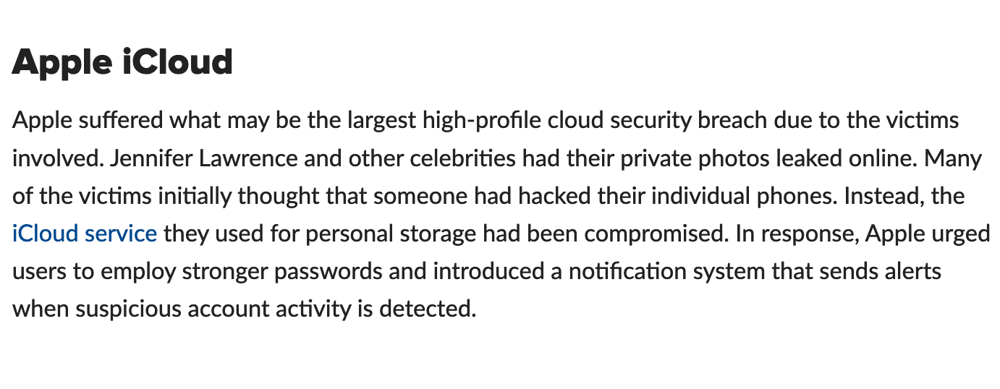 Apple iCloud
Apple suffered what may be the largest high-profile cloud security breach due to the victims
involved. Jennifer Lawrence and other celebrities had their private photos leaked online. Many
of the victims initially thought that someone had hacked their individual phones. Instead, the
iCloud service they used for personal storage had been compromised. In response, Apple urged
users to employ stronger passwords and introduced a notification system that sends alerts
when suspicious account activity is detected.